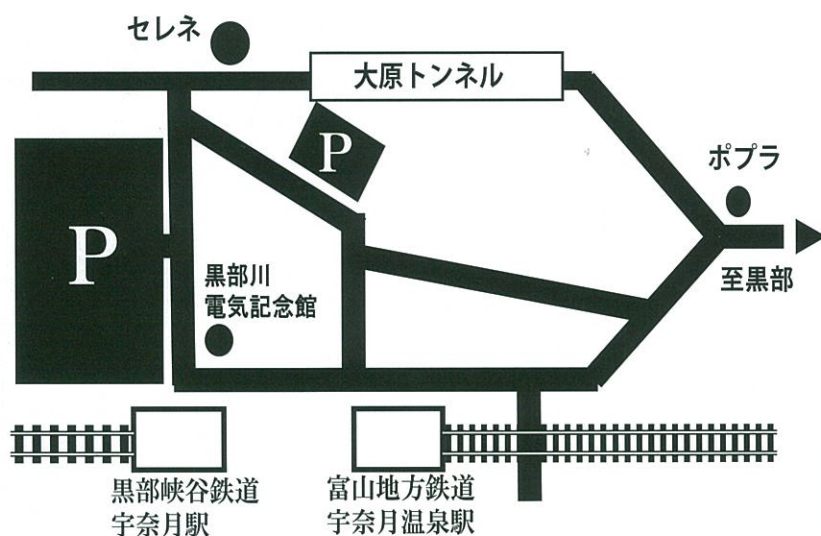 セレネ
大原トンネル
P
ポプラ
P
至黒部
黒部川
電気記念館
黒部峡谷鉄道
宇奈月駅
富山地方鉄道
宇奈月温泉駅